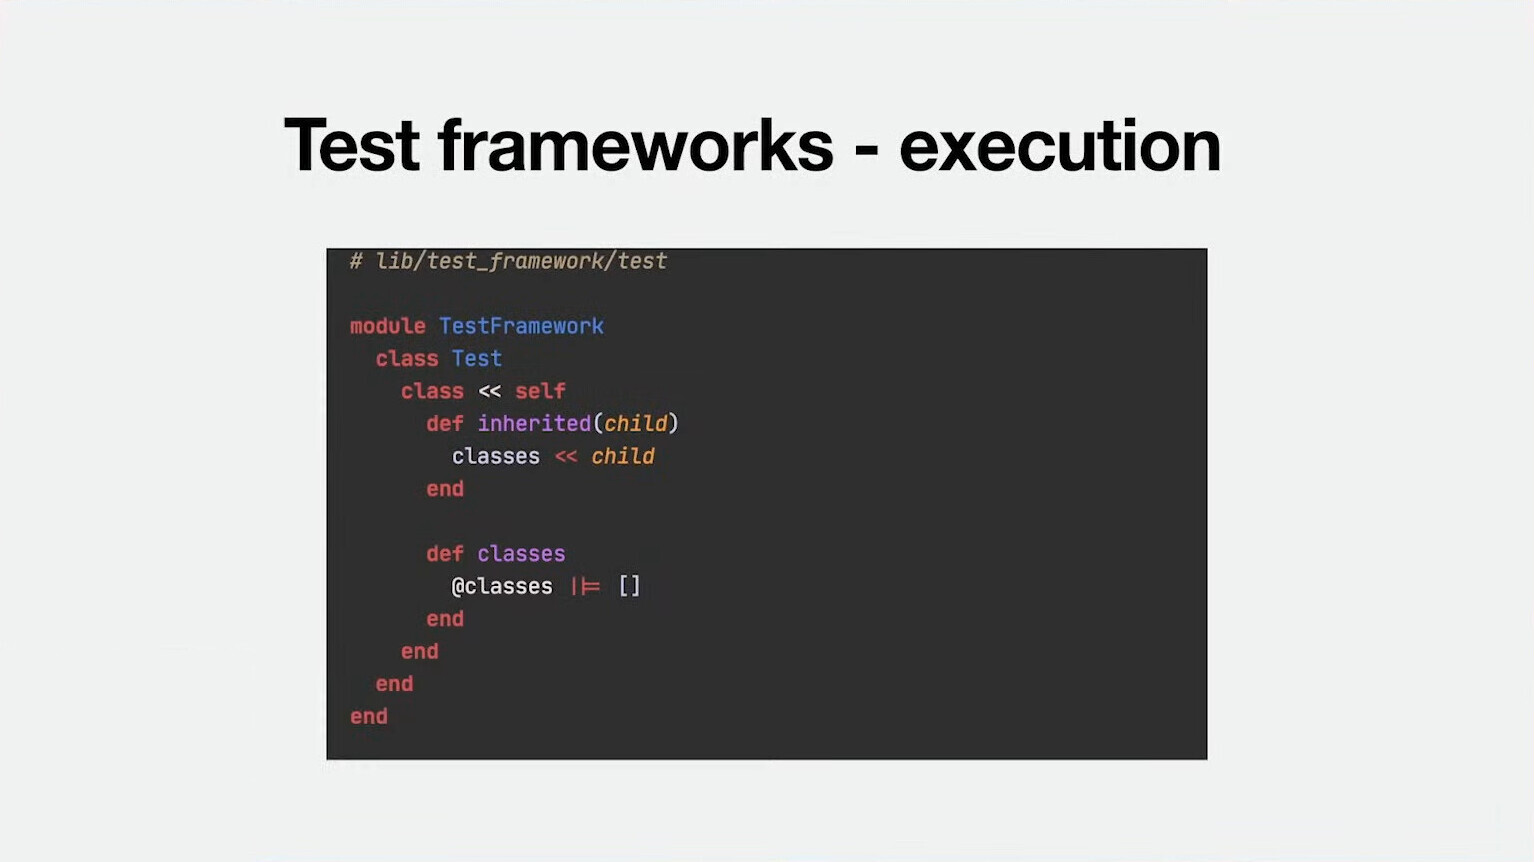 Test frameworks - execution
# lib/test_framework/test
module TestFramework
class Test
class << self
def inherited(child)
classes << child
end
def classes
@classes ||= []
end
end
end
end